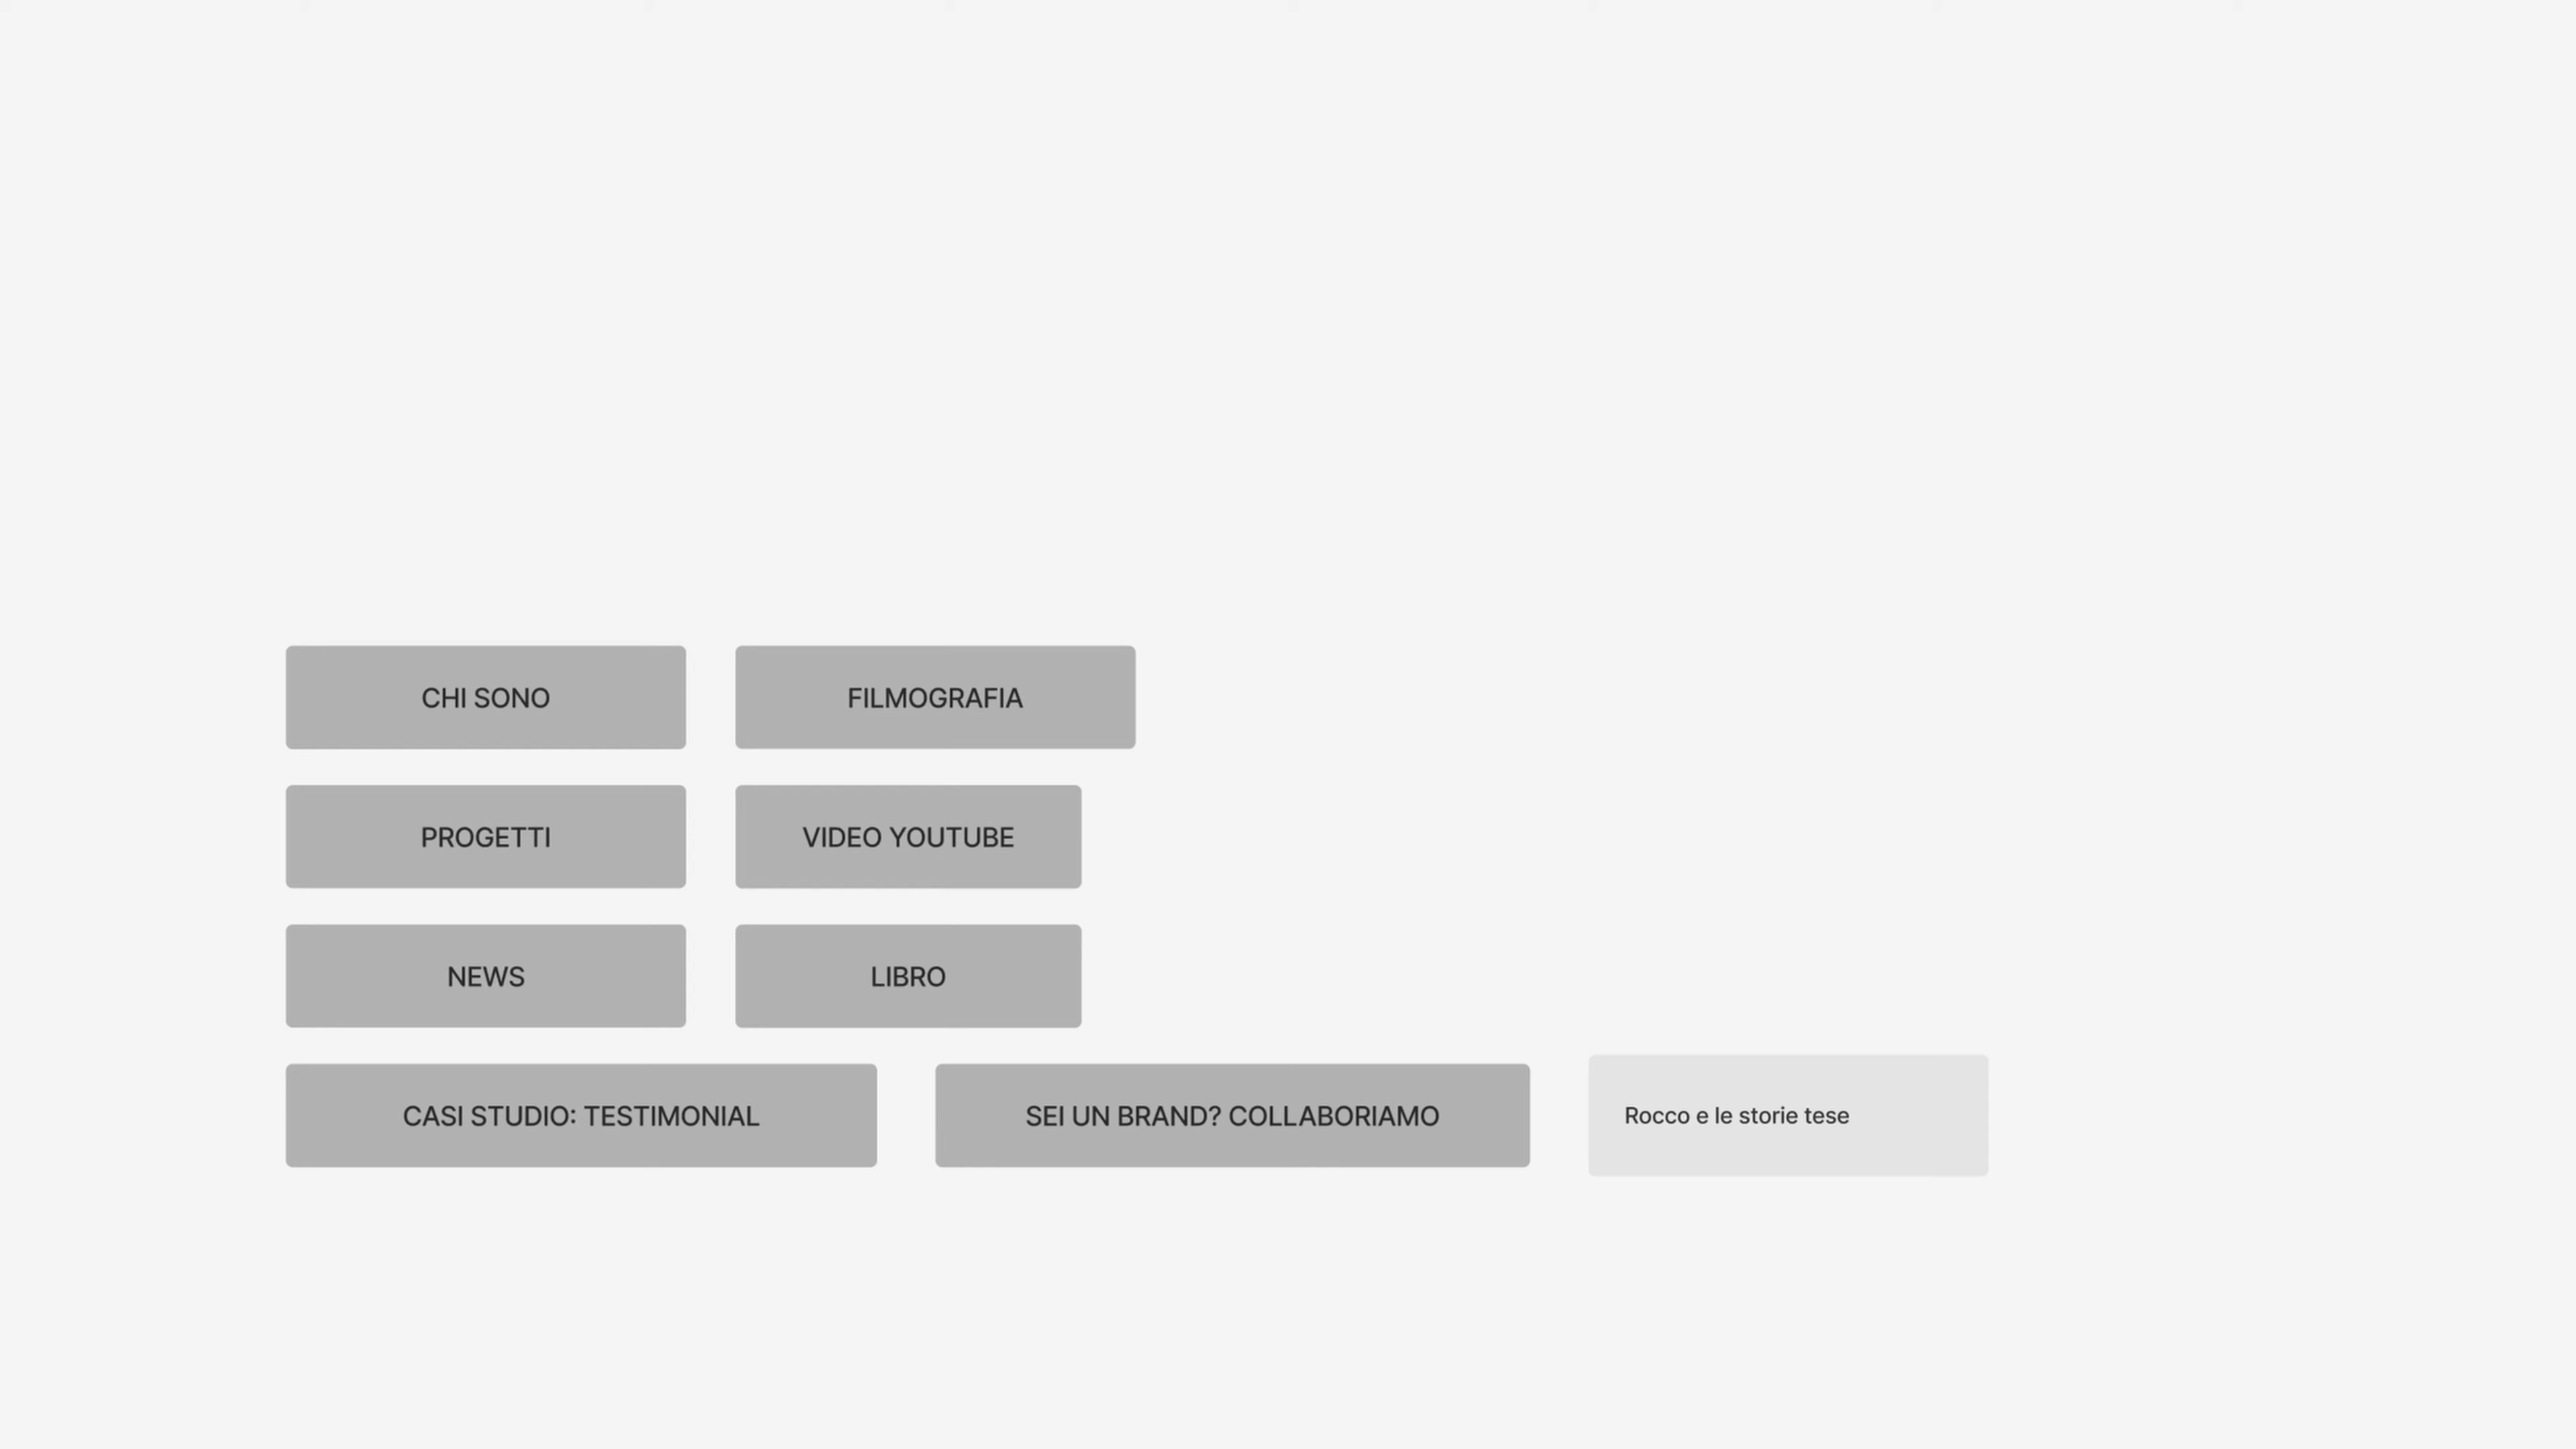 CHI SONO
FILMOGRAFIA
PROGETTI
VIDEO YOUTUBE
NEWS
LIBRO
CASI STUDIO: TESTIMONIAL
SEI UN BRAND? COLLABORIAMO
Rocco e le storie tese